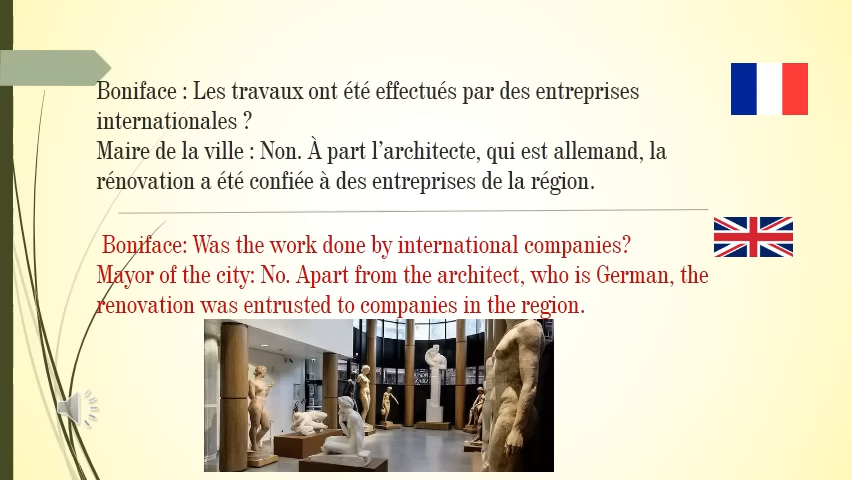 Boniface : Les travaux ont été effectués par des entreprises
internationales ?
Maire de la ville : Non. À part l’architecte, qui est allemand, la
rénovation a été confiée à des entreprises de la région.
Boniface: Was the work done by international companies?
Mayor of the city: No. Apart from the architect, who is German, the
renovation was entrusted to companies in the region.